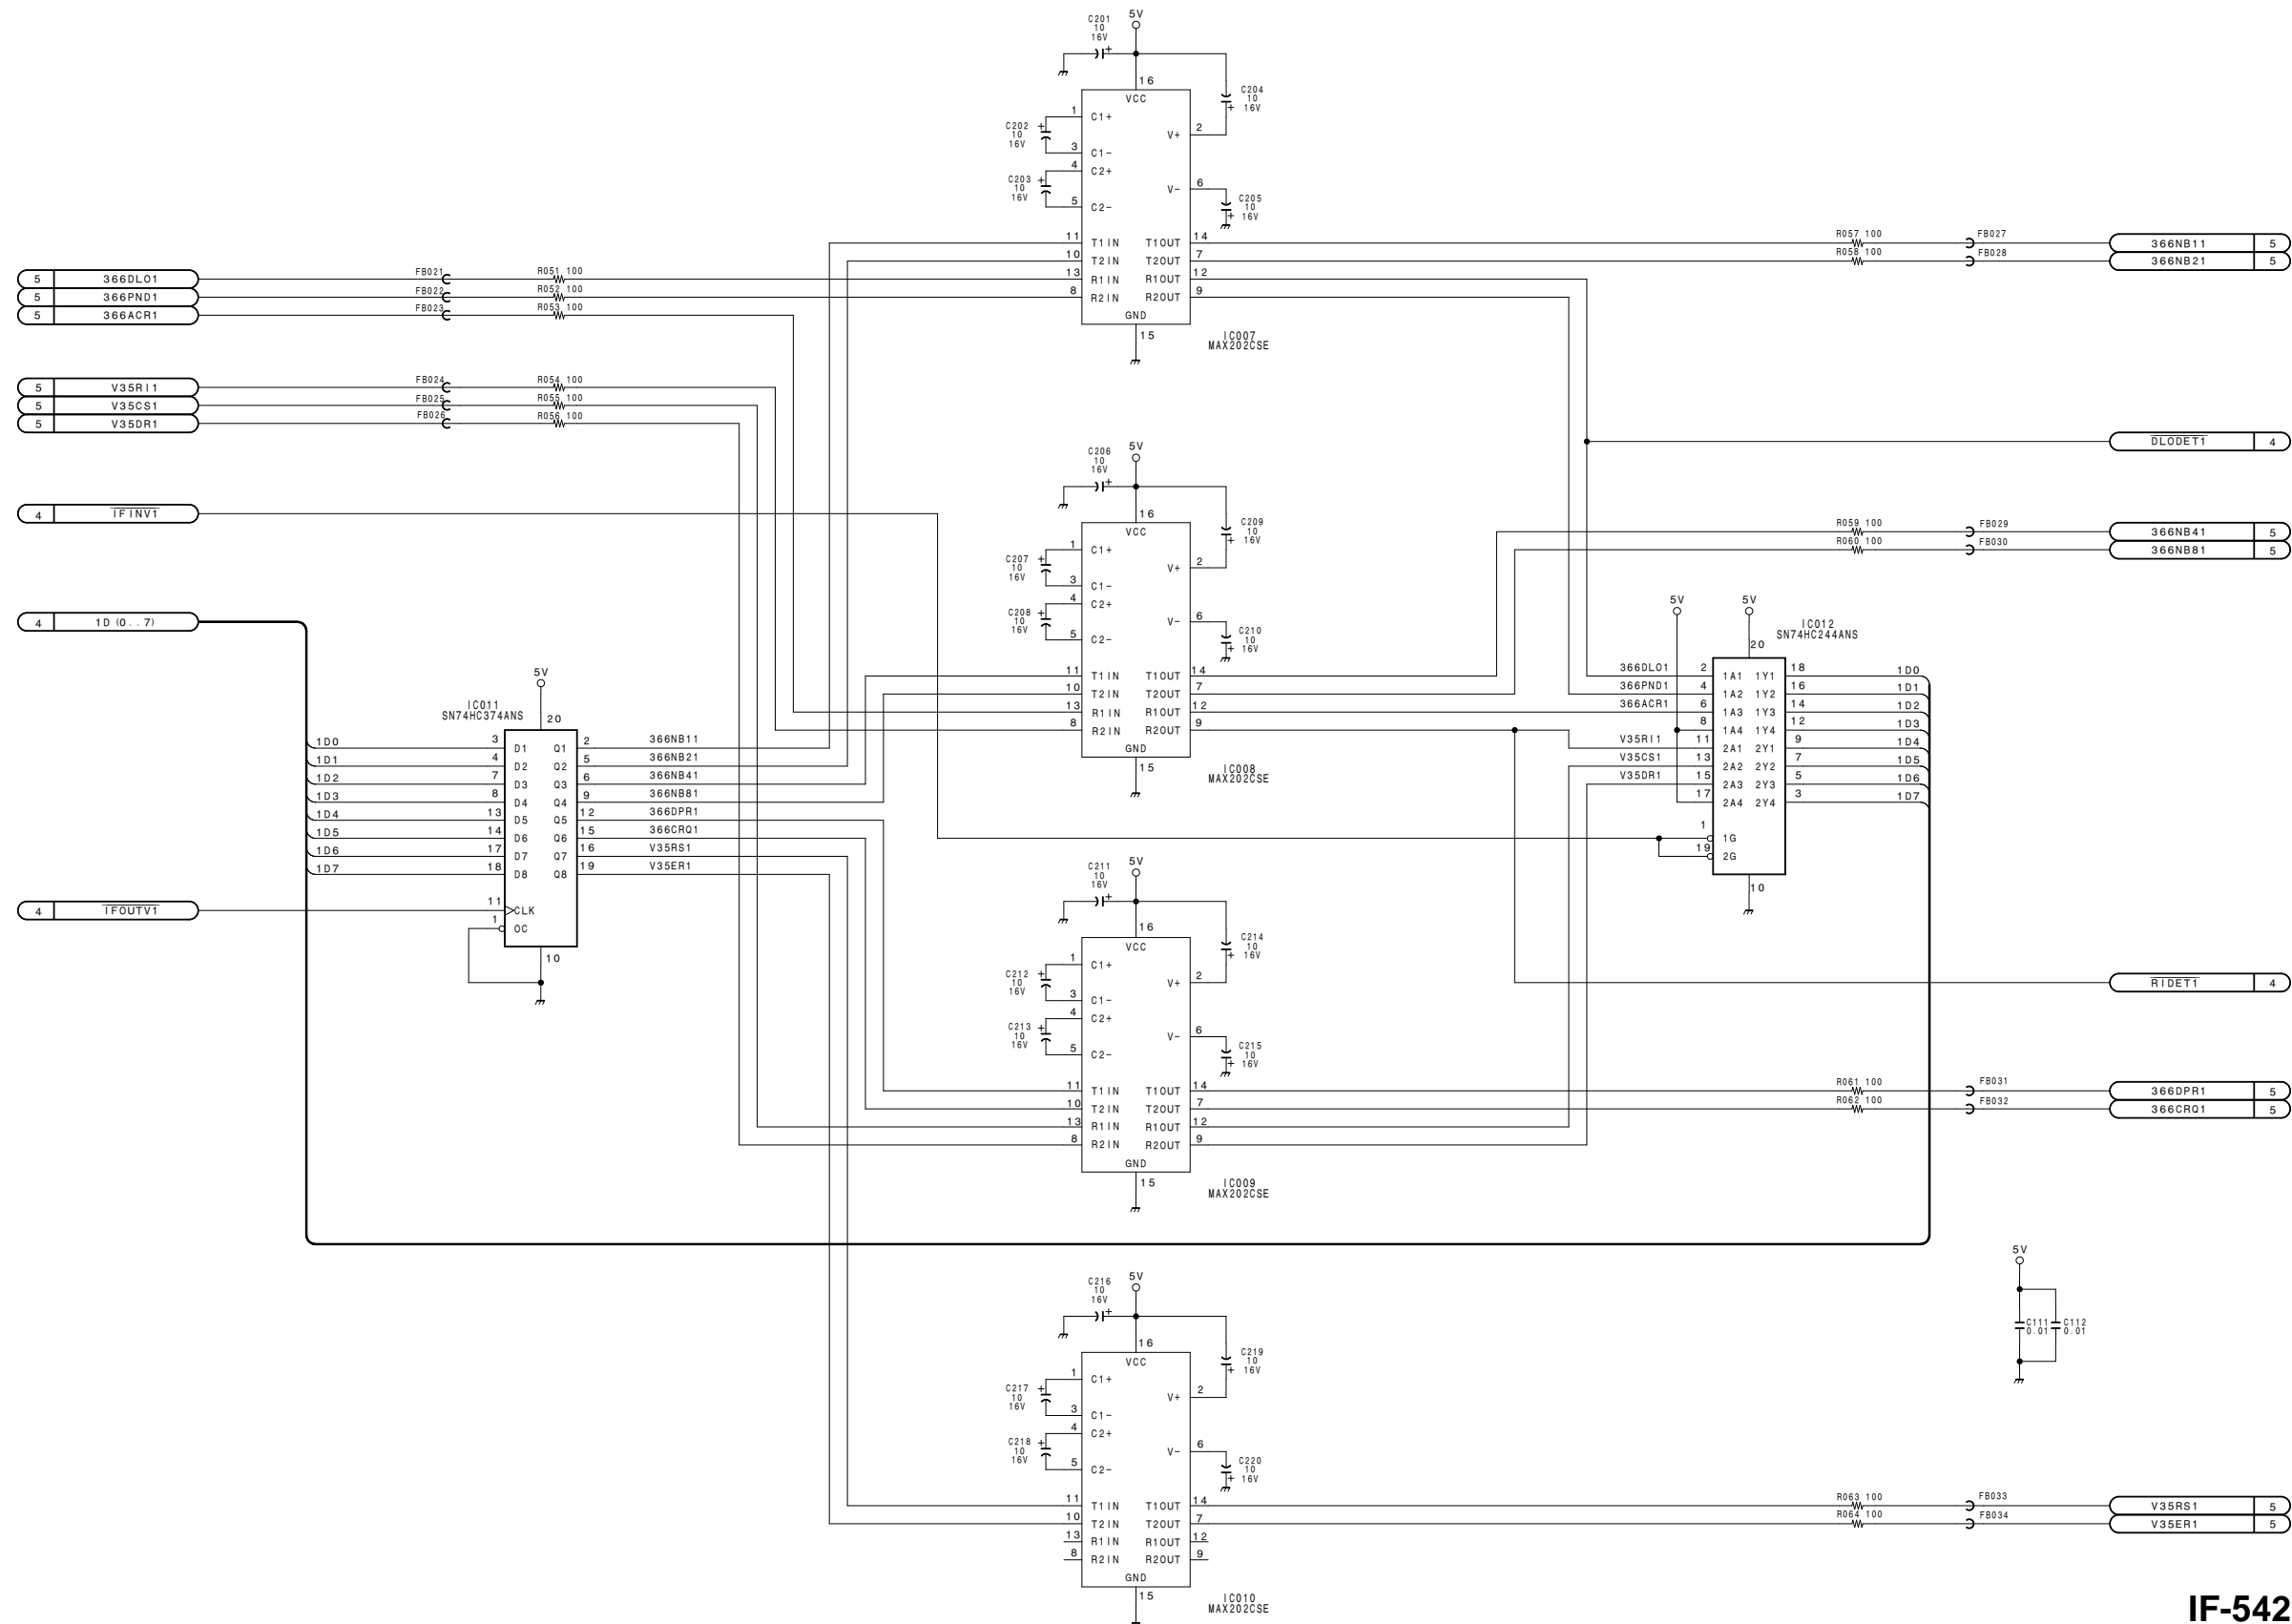 C201
10
16V
5V
16
VCC
C204
10
16V
1 C1+
C202
10
16V
V+ 2
3 C1-
4 C2+
C203
10
16V
V- 6
C205
10
16V
5 C2-
11 T1IN T1OUT 14
10 T2IN T2OUT 7
13 R1IN R1OUT 12
8 R2IN R2OUT 9
GND
15
IC007
MAX202CSE
R057 100 FB027 366NB11 5
R058 100 FB028 366NB21 5
5 366DLO1 FB021 R051 100
5 366PND1 FB022 R052 100
5 366ACR1 FB023 R053 100
5 V35RI1 FB024 R054 100
5 V35CS1 FB025 R055 100
5 V35DR1 FB026 R056 100
DLODET1 4
C206
10
16V
5V
16
VCC
C209
10
16V
4 IFINV1
1 C1+
C207
10
16V
V+ 2
3 C1-
4 C2+
C208
10
16V
V- 6
C210
10
16V
5 C2-
11 T1IN T1OUT 14
10 T2IN T2OUT 7
13 R1IN R1OUT 12
8 R2IN R2OUT 9
GND
15
IC008
MAX202CSE
R059 100 FB029 366NB41 5
R060 100 FB030 366NB81 5
4 1D(0..7)
5V
5V
20
IC012
SN74HC244ANS
366DLO1 2 1A1 1Y1 18 1D0
366PND1 4 1A2 1Y2 16 1D1
366ACR1 6 1A3 1Y3 14 1D2
8 1A4 1Y4 12 1D3
V35RI1 11 2A1 2Y1 9 1D4
V35CS1 13 2A2 2Y2 7 1D5
V35DR1 15 2A3 2Y3 5 1D6
17 2A4 2Y4 3 1D7
1 1G
19 2G
10
5V
IC011
SN74HC374ANS
20
1D0 3 D1 Q1 2 366NB11
1D1 4 D2 Q2 5 366NB21
1D2 7 D3 Q3 6 366NB41
1D3 8 D4 Q4 9 366NB81
1D4 13 D5 Q5 12 366DPR1
1D5 14 D6 Q6 15 366CRQ1
1D6 17 D7 Q7 16 V35RS1
1D7 18 D8 Q8 19 V35ER1
4 IFOUTV1 11 CLK
1 OC
10
C211
10
16V
5V
16
VCC
C214
10
16V
1 C1+
C212
10
16V
V+ 2
3 C1-
4 C2+
C213
10
16V
V- 6
C215
10
16V
5 C2-
11 T1IN T1OUT 14
10 T2IN T2OUT 7
13 R1IN R1OUT 12
8 R2IN R2OUT 9
GND
15
IC009
MAX202CSE
RIDET1 4
R061 100 FB031 366DPR1 5
R062 100 FB032 366CRQ1 5
5V
C111
0.01
C112
0.01
C216
10
16V
5V
16
VCC
C219
10
16V
1 C1+
C217
10
16V
V+ 2
3 C1-
4 C2+
C218
10
16V
V- 6
C220
10
16V
5 C2-
11 T1IN T1OUT 14
10 T2IN T2OUT 7
13 R1IN R1OUT 12
8 R2IN R2OUT 9
GND
15
IC010
MAX202CSE
R063 100 FB033 V35RS1 5
R064 100 FB034 V35ER1 5
IF-542